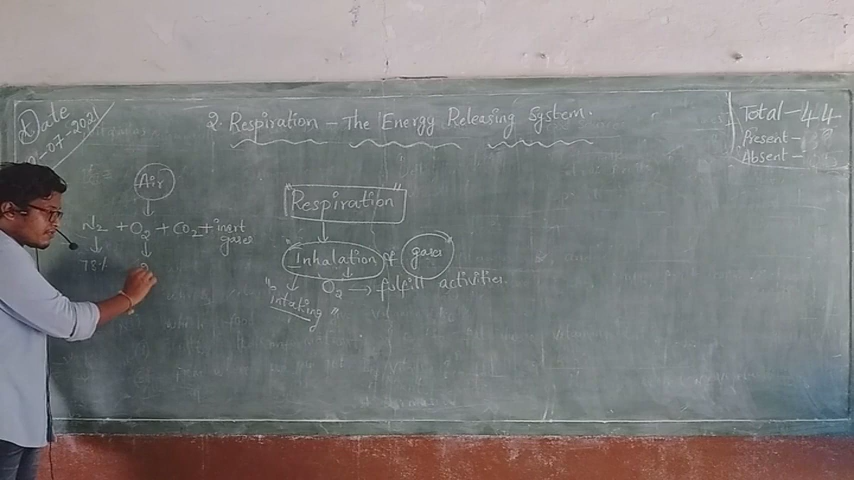 Date
-07-2021
2. Respiration - The Energy Releasing System.
Total - 44
Present -
Absent -
Air
N2 + O2 + CO2 + inert
gases
78%
"Respiration"
Inhalation of gases
O2 → fulfill activities.
"intaking"